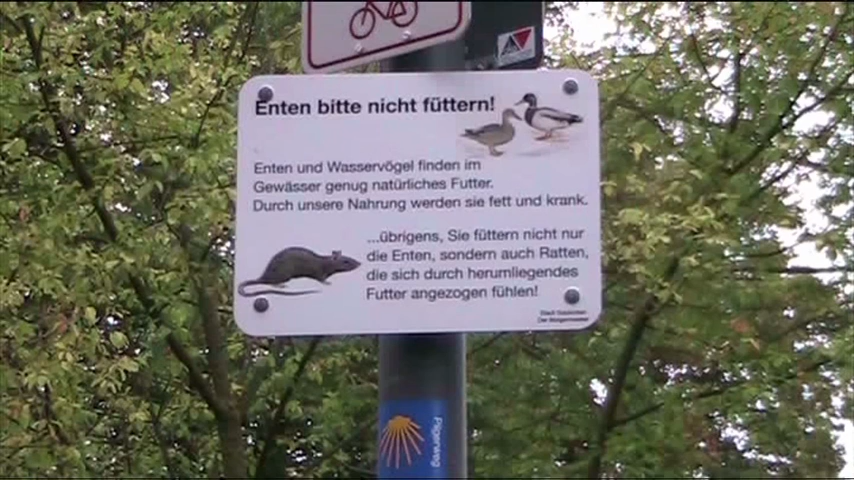 Enten bitte nicht füttern!
Enten und Wasservögel finden im
Gewässer genug natürliches Futter.
Durch unsere Nahrung werden sie fett und krank.
...übrigens, Sie füttern nicht nur
die Enten, sondern auch Ratten,
die sich durch herumliegendes
Futter angezogen fühlen!
Der Bürgermeister
Pilgerweg